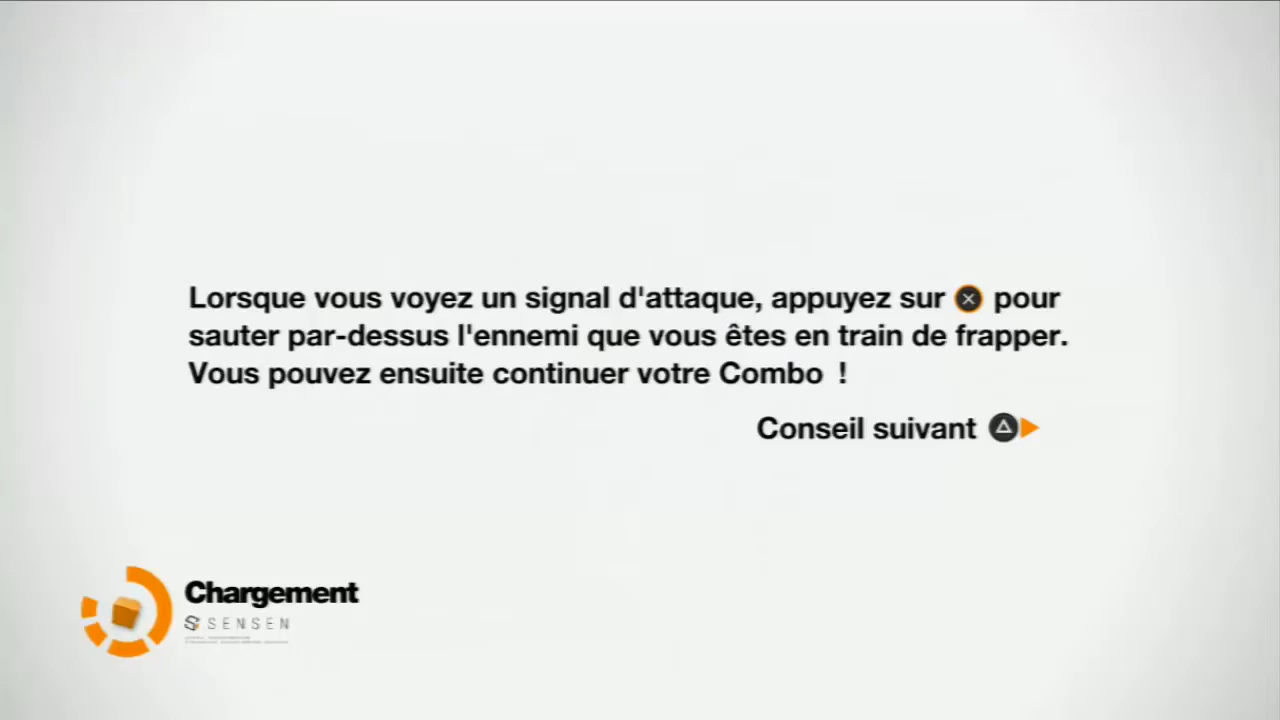 Lorsque vous voyez un signal d'attaque, appuyez sur pour
sauter par-dessus l'ennemi que vous êtes en train de frapper.
Vous pouvez ensuite continuer votre Combo !
Conseil suivant
Chargement
SENSEN